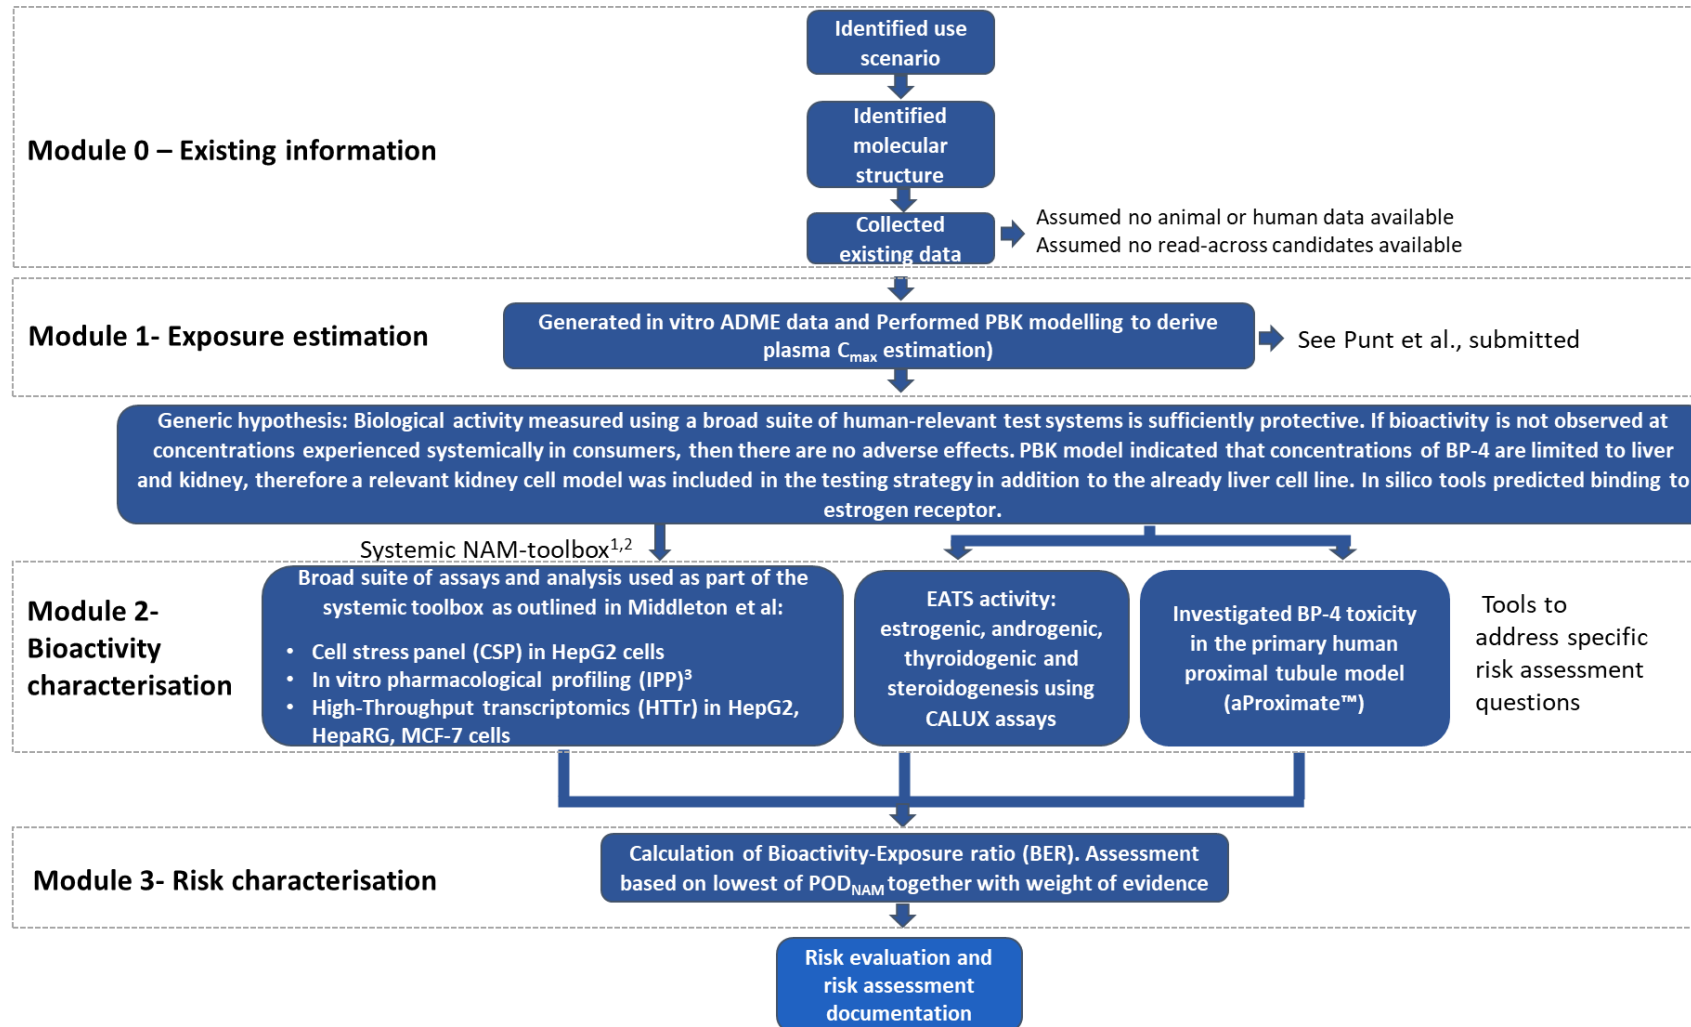 Identified use
scenario
Module 0 – Existing information
Identified
molecular
structure
Collected
existing data
Assumed no animal or human data available
Assumed no read-across candidates available
Module 1- Exposure estimation
Generated in vitro ADME data and Performed PBK modelling to derive
plasma Cmax estimation)
See Punt et al., submitted
Generic hypothesis: Biological activity measured using a broad suite of human-relevant test systems is sufficiently protective. If bioactivity is not observed at
concentrations experienced systemically in consumers, then there are no adverse effects. PBK model indicated that concentrations of BP-4 are limited to liver
and kidney, therefore a relevant kidney cell model was included in the testing strategy in addition to the already liver cell line. In silico tools predicted binding to
estrogen receptor.
Systemic NAM-toolbox1,2
Module 2-
Bioactivity
characterisation
Broad suite of assays and analysis used as part of the
systemic toolbox as outlined in Middleton et al:
• Cell stress panel (CSP) in HepG2 cells
• In vitro pharmacological profiling (IPP)3
• High-Throughput transcriptomics (HTTr) in HepG2,
HepaRG, MCF-7 cells
EATS activity:
estrogenic, androgenic,
thyroidogenic and
steroidogenesis using
CALUX assays
Investigated BP-4 toxicity
in the primary human
proximal tubule model
(aProximate™)
Tools to
address specific
risk assessment
questions
Module 3- Risk characterisation
Calculation of Bioactivity-Exposure ratio (BER). Assessment
based on lowest of PODNAM together with weight of evidence
Risk evaluation and
risk assessment
documentation